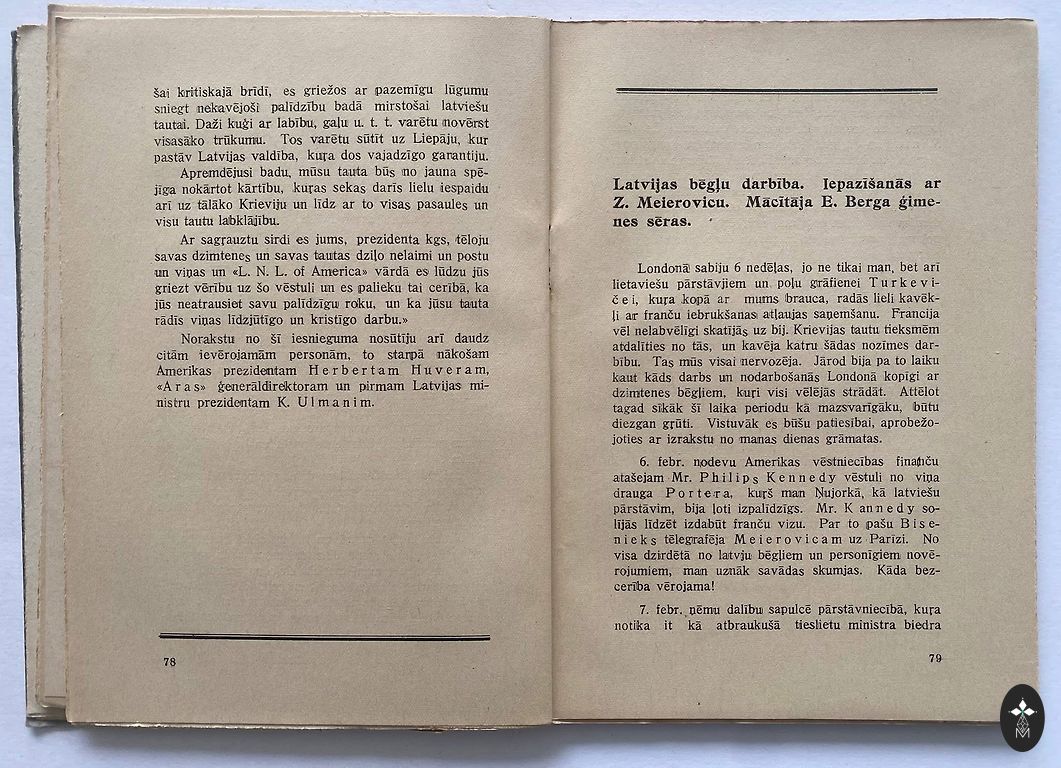 šai kritiskajā brīdī, es griežos ar pazemīgu lūgumu
sniegt nekavējoši palīdzību badā mirstošai latviešu
tautai. Daži kuģi ar labību, gaļu u. t. t. varētu novērst
visasāko trūkumu. Tos varētu sūtīt uz Liepāju, kur
pastāv Latvijas valdība, kuŗa dos vajadzīgo garantiju.
Apremdējusi badu, mūsu tauta būs no jauna spē-
jīga nokārtot kārtību, kuŗas sekas darīs lielu iespaidu
arī uz tālāko Krieviju un līdz ar to visas pasaules un
visu tautu labklājību.
Ar sagrauztu sirdi es jums, prezidenta kgs, tēloju
savas dzimtenes un savas tautas dziļo nelaimi un postu
un viņas un «L. N. L. of America» vārdā es lūdzu jūs
griezt vērību uz šo vēstuli un es palieku tai cerībā, ka
jūs neatrausiet savu palīdzīgu roku, un ka jūsu tauta
rādīs viņas līdzjūtīgo un kristīgo darbu.»
Norakstu no šī iesnieguma nosūtīju arī daudz
citām ievērojamām personām, to starpā nākošam
Amerikas prezidentam Herbertam Huveram,
«Aras» ģenerāldirektoram un pirmam Latvijas mi-
nistru prezidentam K. Ulmanim.
78
Latvijas bēgļu darbība. Iepazīšanās ar
Z. Meierovicu. Mācītāja E. Berga ģime-
nes sēras.
Londonā sabiju 6 nedēļas, jo ne tikai man, bet arī
lietaviešu pārstāvjiem un poļu grāfienei Turkevi-
čei, kuŗa kopā ar mums brauca, radās lieli kavēk-
ļi ar franču iebrukšanas atļaujas saņemšanu. Francija
vēl nelabvēlīgi skatījās uz bij. Krievijas tautu tieksmēm
atdalīties no tās, un kavēja katru šādas nozīmes dar-
bību. Tas mūs visai nervozēja. Jārod bija pa to laiku
kaut kāds darbs un nodarbošanās Londonā kopīgi ar
dzimtenes bēgļiem, kuŗi visi vēlējās strādāt. Attēlot
tagad sīkāk šī laika periodu kā mazsvarīgāku, būtu
diezgan grūti. Vistuvāk es būšu patiesībai, aprobežo-
joties ar izrakstu no manas dienas grāmatas.
6. febr. nodevu Amerikas vēstniecības finanču
atašejam Mr. Philips Kennedy vēstuli no viņa
drauga Portera, kuŗš man Ņujorkā, kā latviešu
pārstāvim, bija ļoti izpalīdzīgs. Mr. Kannedy so-
lījās līdzēt izdabūt franču vizu. Par to pašu Bise-
nieks tēlegrafēja Meierovicam uz Parīzi. No
visa dzirdētā no latvju bēgļiem un personīgiem novē-
rojumiem, man uznāk savādas skumjas. Kāda bez-
cerība vērojama!
7. febr. ņēmu dalību sapulcē pārstāvniecībā, kuŗa
notika it kā atbraukušā tieslietu ministra biedra
79